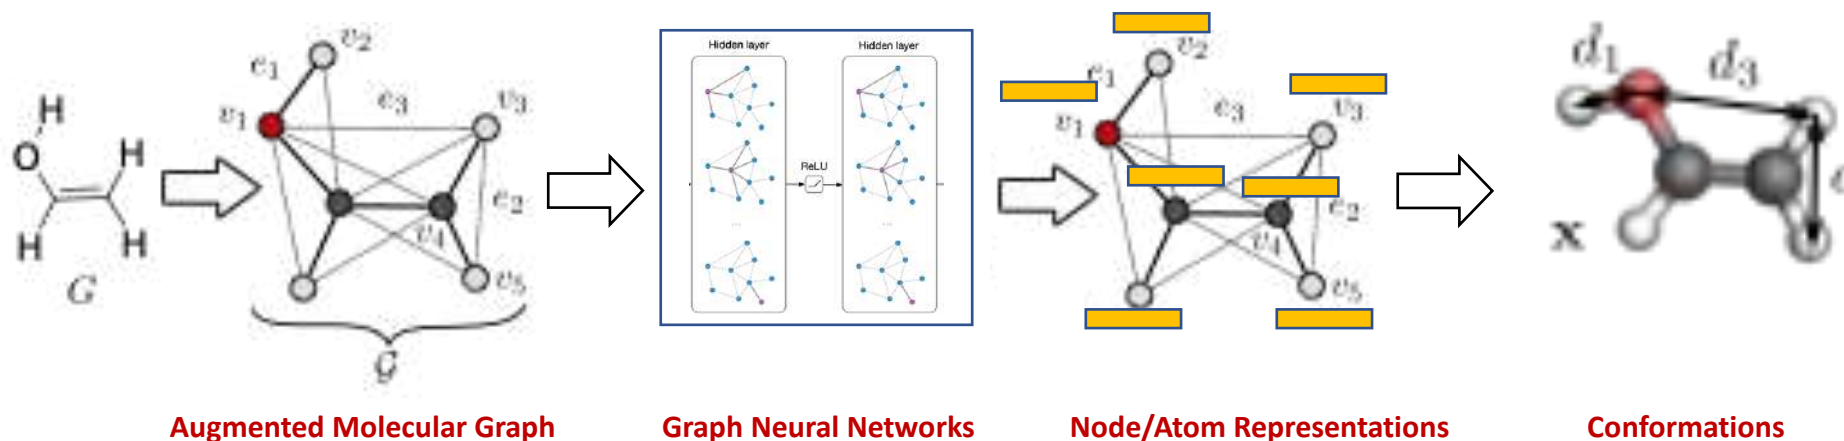 H
O
H
H
H
G
v₂
e₁
e₃
v₃
v₁
e₂
v₄
v₅
𝒢
Hidden layer
Hidden layer
ReLU
...
...
v₂
e₁
v₃
e₃
v₁
e₂
v₄
v₅
d₁
d₃
x
Augmented Molecular Graph
Graph Neural Networks
Node/Atom Representations
Conformations